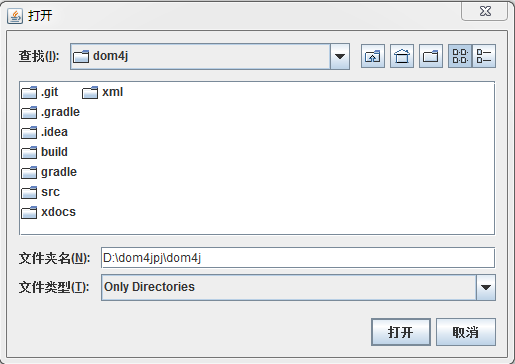 打开
查找(I): dom4j
.git xml
.gradle
.idea
build
gradle
src
xdocs
文件夹名(N): D:\dom4jpj\dom4j
文件类型(T): Only Directories
打开 取消